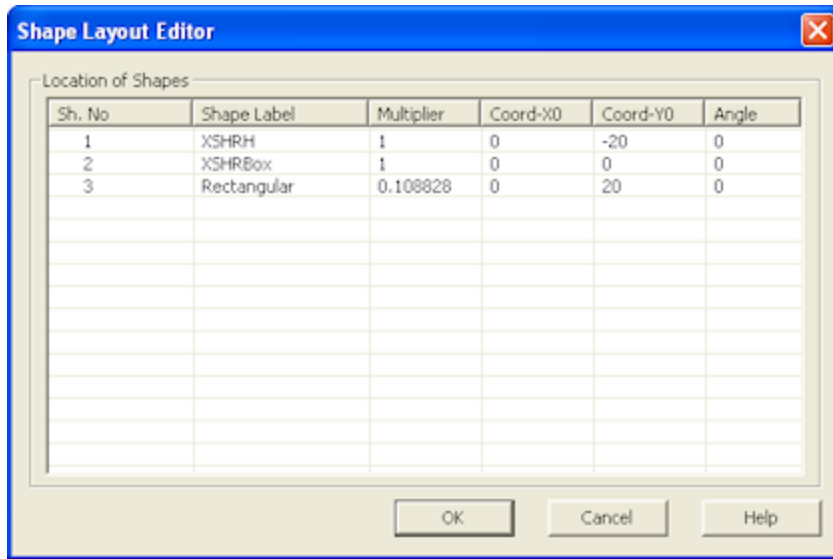 Shape Layout Editor
Location of Shapes
Sh. No Shape Label Multiplier Coord-X0 Coord-Y0 Angle
1 XSHRH 1 0 -20 0
2 XSHRBox 1 0 0 0
3 Rectangular 0.108828 0 20 0
OK Cancel Help